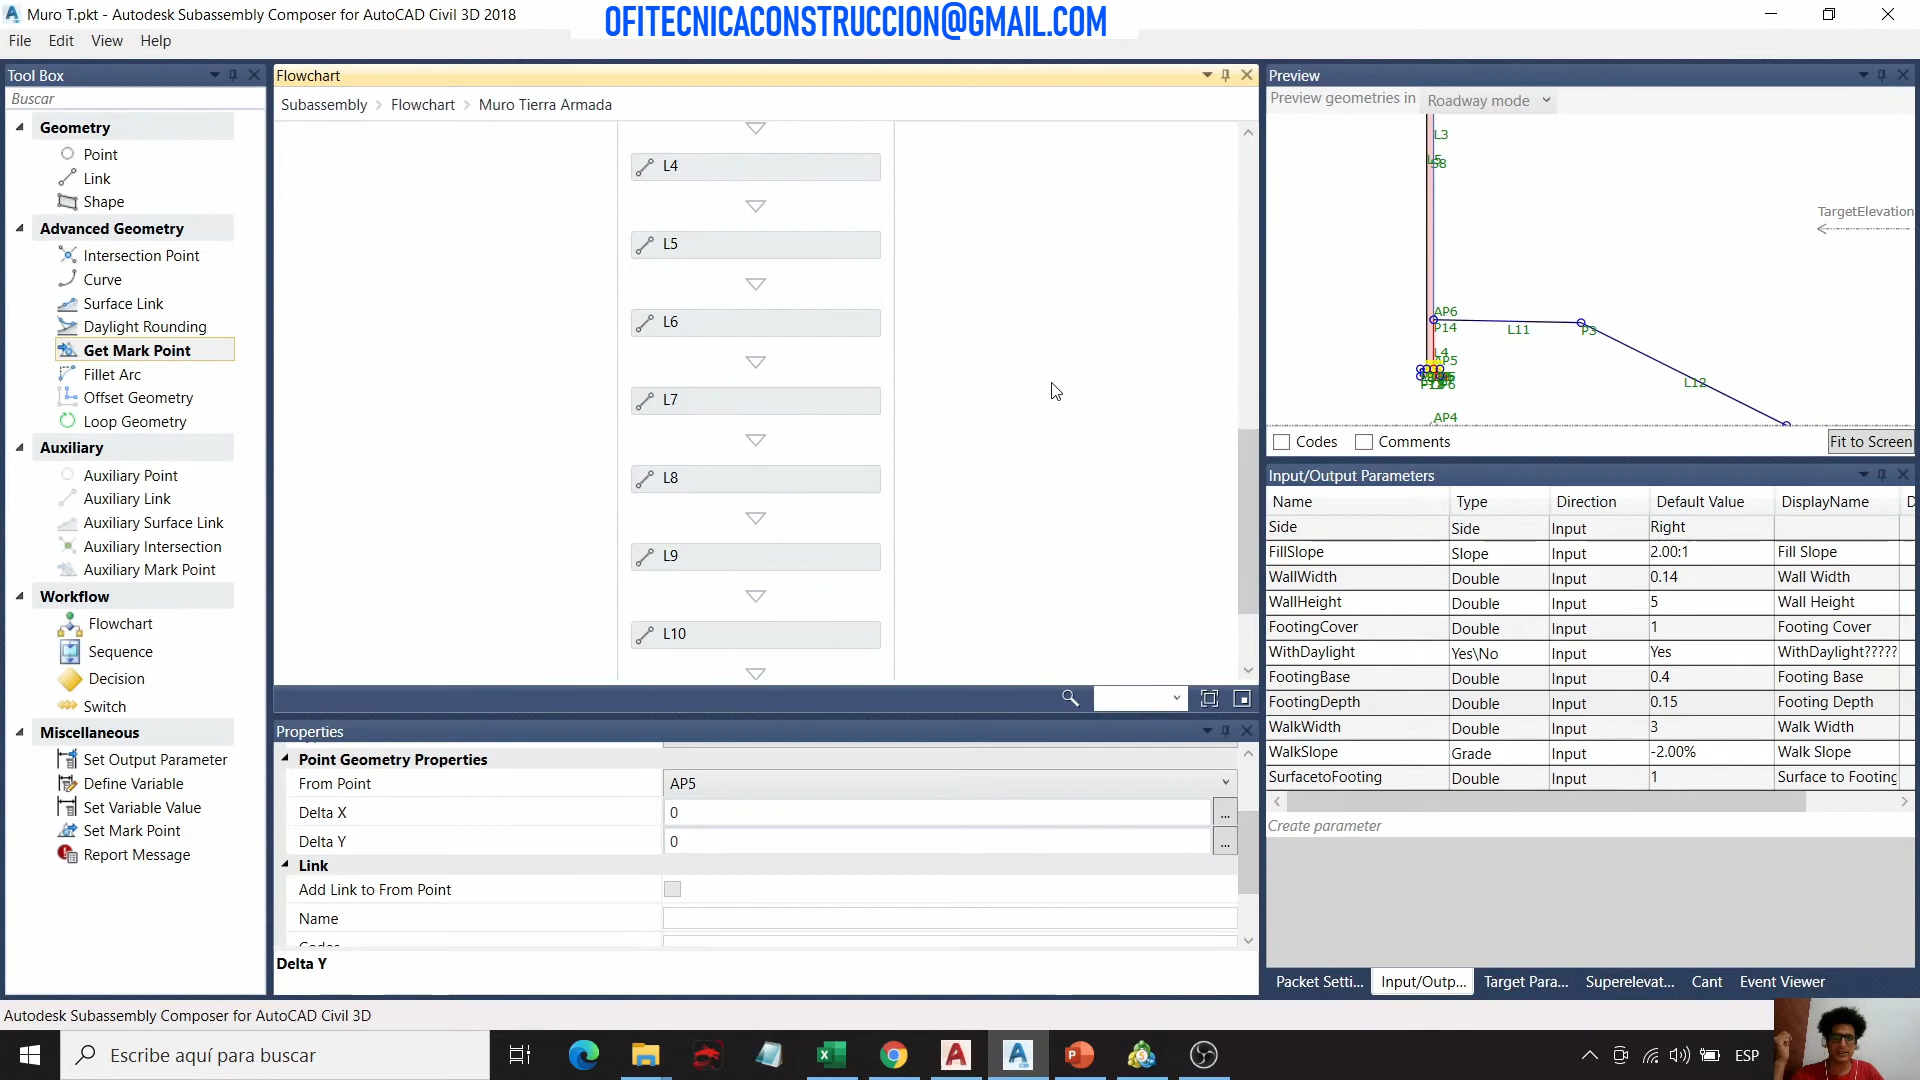 Muro T.pkt - Autodesk Subassembly Composer for AutoCAD Civil 3D 2018
OFITECNICACONSTRUCCION@GMAIL.COM
File Edit View Help
Tool Box
Buscar
Geometry
Point
Link
Shape
Advanced Geometry
Intersection Point
Curve
Surface Link
Daylight Rounding
Get Mark Point
Fillet Arc
Offset Geometry
Loop Geometry
Auxiliary
Auxiliary Point
Auxiliary Link
Auxiliary Surface Link
Auxiliary Intersection
Auxiliary Mark Point
Workflow
Flowchart
Sequence
Decision
Switch
Miscellaneous
Set Output Parameter
Define Variable
Set Variable Value
Set Mark Point
Report Message
Flowchart
Subassembly > Flowchart > Muro Tierra Armada
L4
L5
L6
L7
L8
L9
L10
Properties
Point Geometry Properties
From Point AP5
Delta X 0 ...
Delta Y 0 ...
Link
Add Link to From Point
Name
Delta Y
Preview
Preview geometries in Roadway mode
L3
TargetElevation
AP6
P14
L11
P3
L4
AP5
L12
AP4
Codes Comments Fit to Screen
Input/Output Parameters
Name Type Direction Default Value DisplayName D
Side Side Input Right
FillSlope Slope Input 2.00:1 Fill Slope
WallWidth Double Input 0.14 Wall Width
WallHeight Double Input 5 Wall Height
FootingCover Double Input 1 Footing Cover
WithDaylight Yes\No Input Yes WithDaylight?????
FootingBase Double Input 0.4 Footing Base
FootingDepth Double Input 0.15 Footing Depth
WalkWidth Double Input 3 Walk Width
WalkSlope Grade Input -2.00% Walk Slope
SurfacetoFooting Double Input 1 Surface to Footing
Create parameter
Packet Setti... Input/Outp... Target Para... Superelevat... Cant Event Viewer
Autodesk Subassembly Composer for AutoCAD Civil 3D
Escribe aquí para buscar
ESP